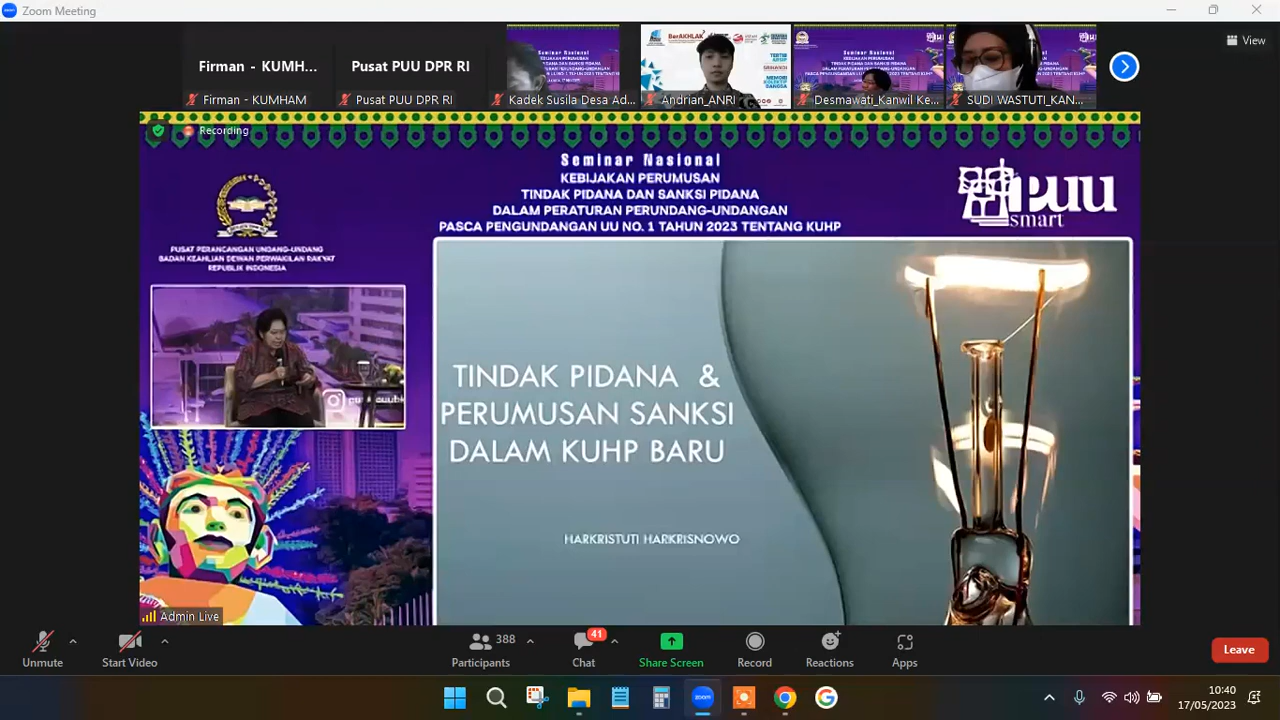 Zoom Meeting
View
Firman - KUMH...
Firman - KUMHAM
Pusat PUU DPR RI
Pusat PUU DPR RI
Kadek Susila Desa Ad...
BerAKHLAK
Andrian_ANRI
Desmawati_Kanwil Ke...
SUDI WASTUTI_KAN...
Recording
Seminar Nasional
KEBIJAKAN PERUMUSAN
TINDAK PIDANA DAN SANKSI PIDANA
DALAM PERATURAN PERUNDANG-UNDANGAN
PASCA PENGUNDANGAN UU NO. 1 TAHUN 2023 TENTANG KUHP
PUU
smart
PUSAT PERANCANGAN UNDANG-UNDANG
BADAN KEAHLIAN DEWAN PERWAKILAN RAKYAT
REPUBLIK INDONESIA
TINDAK PIDANA &
PERUMUSAN SANKSI
DALAM KUHP BARU
HARKRISTUTI HARKRISNOWO
Admin Live
Unmute
Start Video
388
Participants
41
Chat
Share Screen
Record
Reactions
Apps
Leave
10:40
17/05/2023